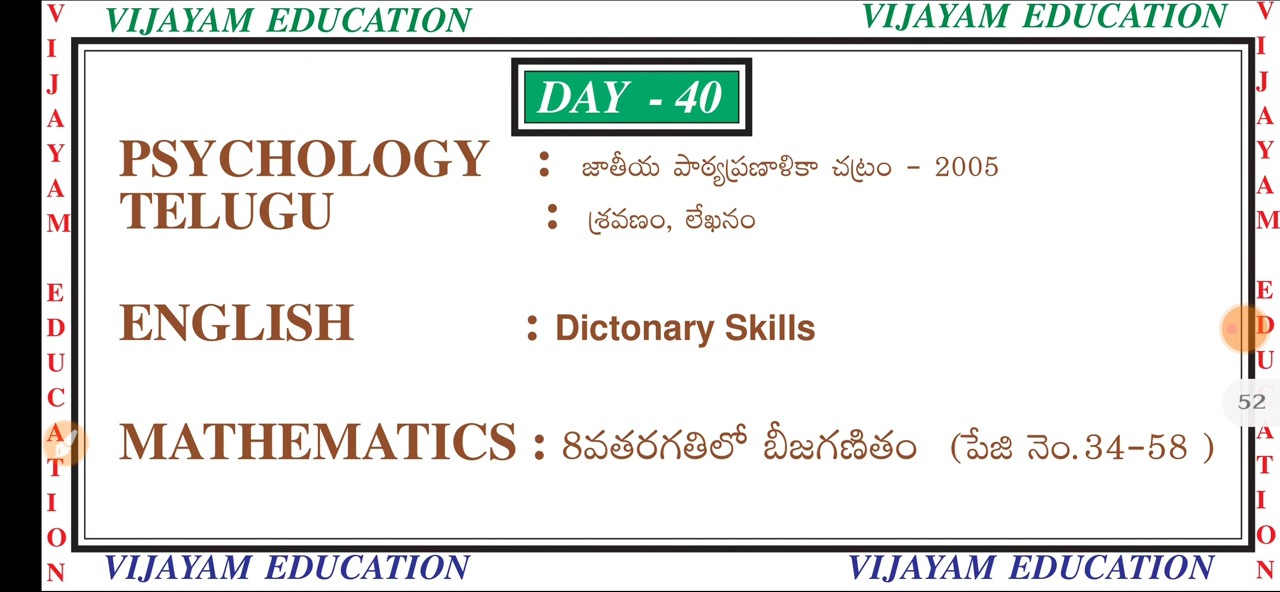 VIJAYAM EDUCATION VIJAYAM EDUCATION
DAY - 40
PSYCHOLOGY : జాతీయ పాఠ్యప్రణాళికా చట్రం - 2005
TELUGU : శ్రవణం, లేఖనం
ENGLISH : Dictonary Skills
MATHEMATICS : 8వతరగతిలో బీజగణితం (పేజి నెం.34-58 )
VIJAYAM EDUCATION VIJAYAM EDUCATION
VIJAYAM EDUCATION
VIJAYAM EDUCATION
52